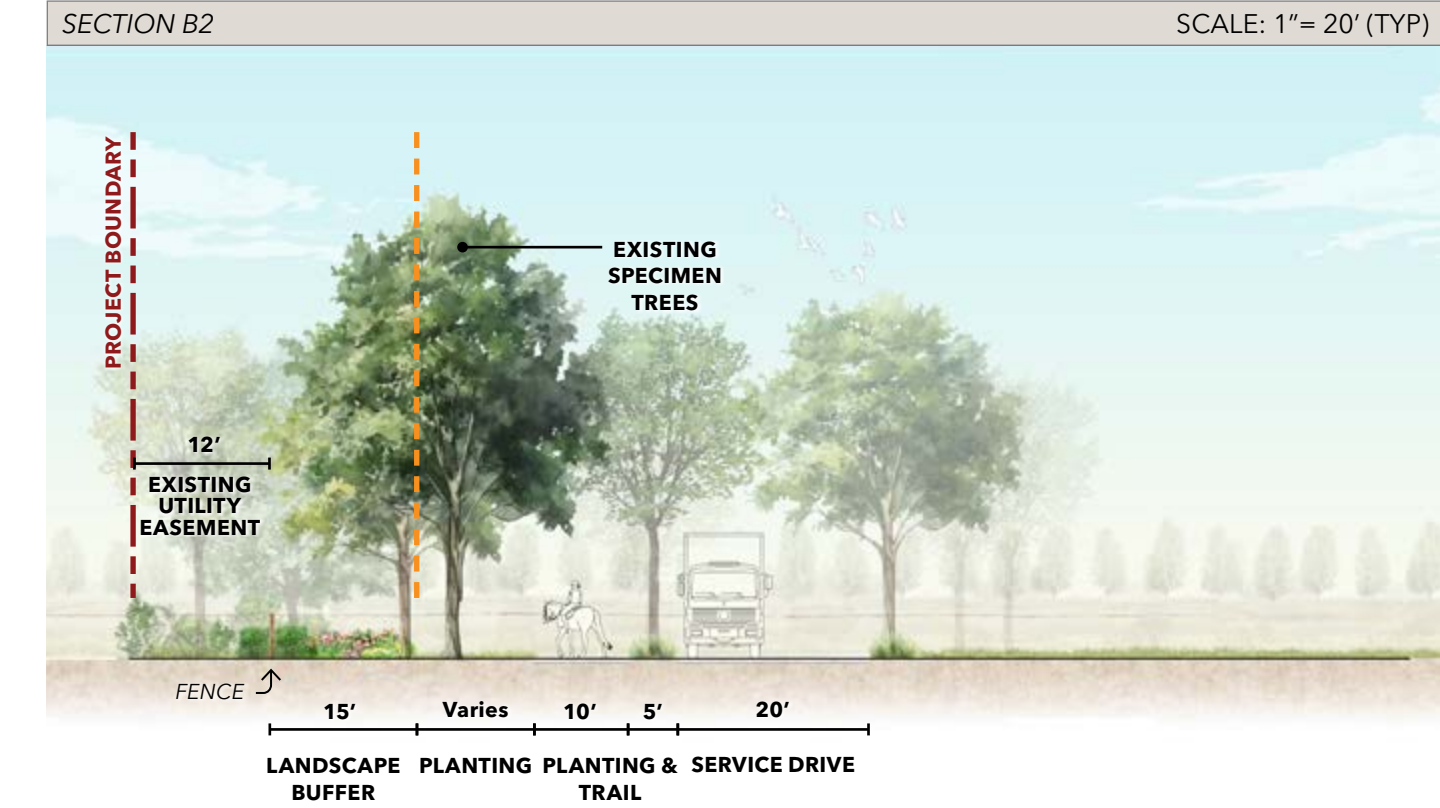 SECTION B2
SCALE: 1”= 20’ (TYP)
PROJECT BOUNDARY
EXISTING
SPECIMEN
TREES
12’
EXISTING
UTILITY
EASEMENT
FENCE
15’ Varies 10’ 5’ 20’
LANDSCAPE
BUFFER
PLANTING
PLANTING &
TRAIL
SERVICE DRIVE